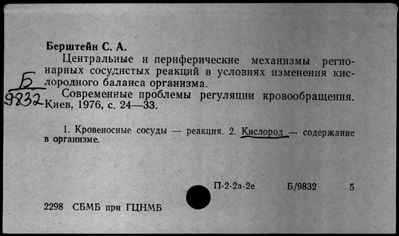 Берштейн С. А.
Центральные и периферические механизмы регио-
нарных сосудистых реакций в условиях изменения кис-
лородного баланса организма.
Б
9832
Современные проблемы регуляции кровообращения.
Киев, 1976, с. 24—33.
1. Кровеносные сосуды — реакция. 2. Кислород — содержание
в организме.
П-2-2а-2е Б/9832 5
2298 СБМБ при ГЦНМБ